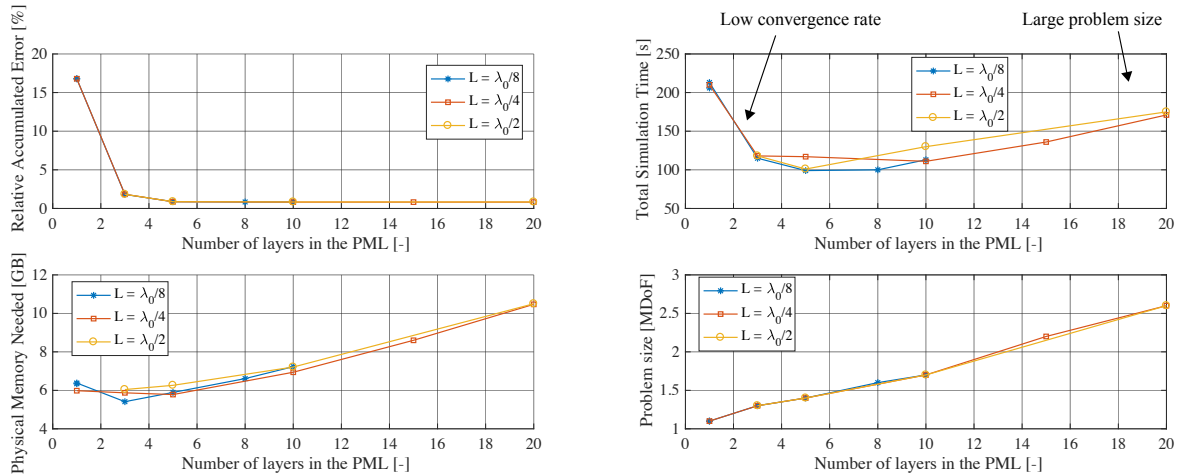 Relative Accumulated Error [%]
20
15
10
5
0
0 2 4 6 8 10 12 14 16 18 20
Number of layers in the PML [-]
L = λ0/8
L = λ0/4
L = λ0/2
Low convergence rate
Large problem size
Total Simulation Time [s]
250
200
150
100
50
0 2 4 6 8 10 12 14 16 18 20
Number of layers in the PML [-]
L = λ0/8
L = λ0/4
L = λ0/2
Physical Memory Needed [GB]
12
10
8
6
4
0 2 4 6 8 10 12 14 16 18 20
Number of layers in the PML [-]
L = λ0/8
L = λ0/4
L = λ0/2
Problem size [MDoF]
3
2.5
2
1.5
1
0 2 4 6 8 10 12 14 16 18 20
Number of layers in the PML [-]
L = λ0/8
L = λ0/4
L = λ0/2